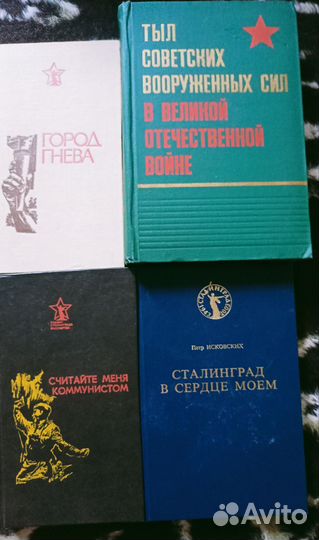 ГОРОД
ГНЕВА
ТЫЛ
СОВЕТСКИХ
ВООРУЖЕННЫХ СИЛ
В ВЕЛИКОЙ
ОТЕЧЕСТВЕННОЙ
ВОЙНЕ
СЧИТАЙТЕ МЕНЯ
КОММУНИСТОМ
Петр ИСКОВСКИХ
СТАЛИНГРАД
В СЕРДЦЕ МОЕМ
Avito